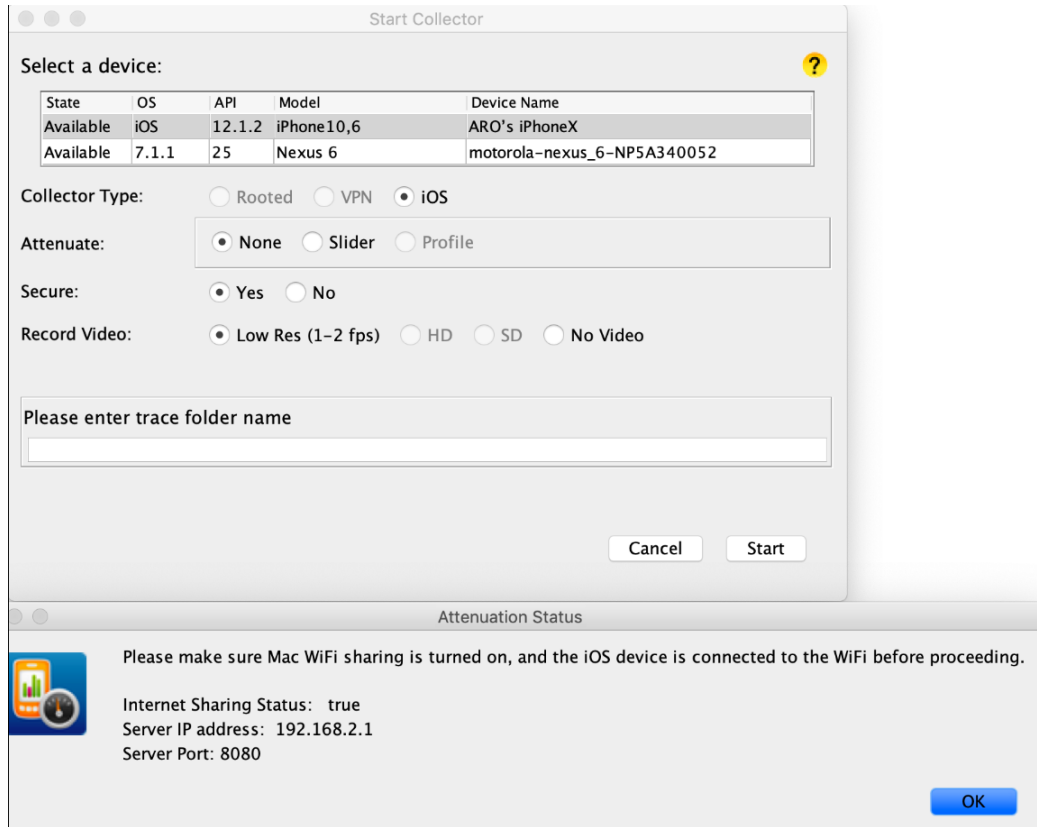 Start Collector
Select a device:
?
State OS API Model Device Name
Available iOS 12.1.2 iPhone10,6 ARO's iPhoneX
Available 7.1.1 25 Nexus 6 motorola-nexus_6-NP5A340052
Collector Type: Rooted VPN iOS
Attenuate: None Slider Profile
Secure: Yes No
Record Video: Low Res (1-2 fps) HD SD No Video
Please enter trace folder name
Cancel Start
Attenuation Status
Please make sure Mac WiFi sharing is turned on, and the iOS device is connected to the WiFi before proceeding.
Internet Sharing Status: true
Server IP address: 192.168.2.1
Server Port: 8080
OK